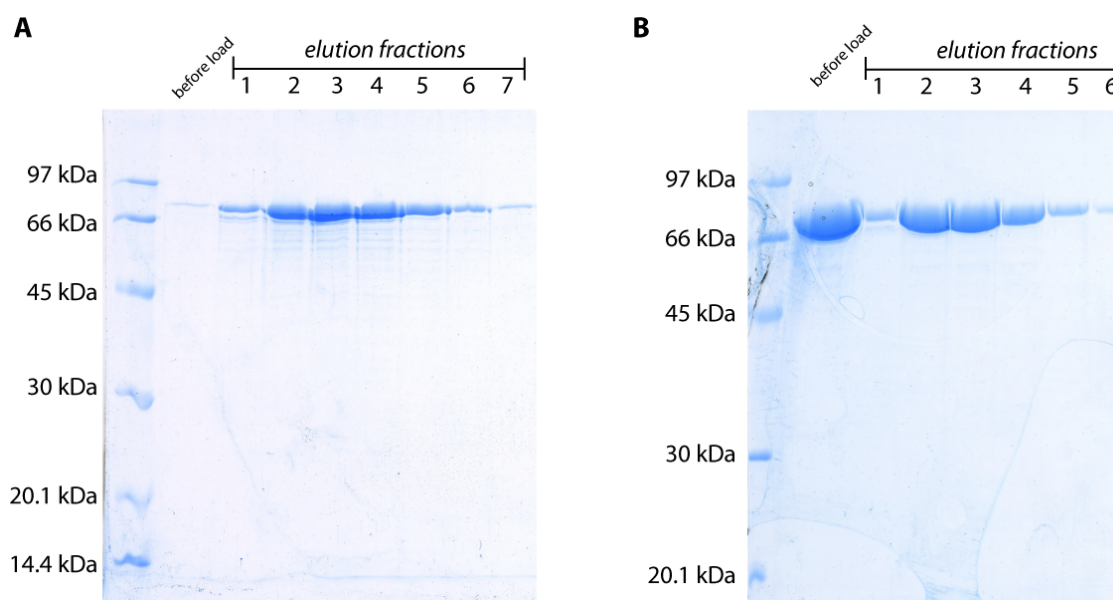 A
before load
elution fractions
1 2 3 4 5 6 7
97 kDa
66 kDa
45 kDa
30 kDa
20.1 kDa
14.4 kDa
B
before load
elution fractions
1 2 3 4 5 6
97 kDa
66 kDa
45 kDa
30 kDa
20.1 kDa